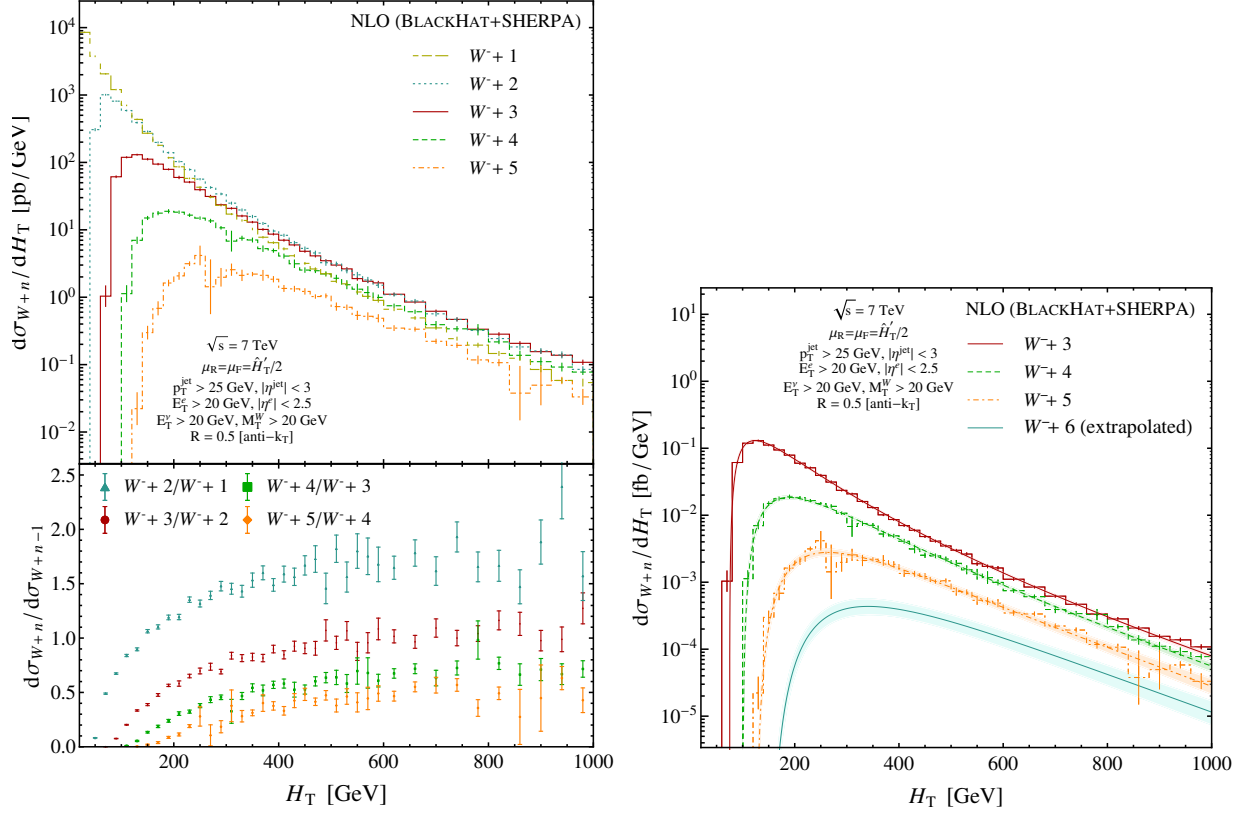 NLO (BLACKHAT+SHERPA)
W⁻ + 1
W⁻ + 2
W⁻ + 3
W⁻ + 4
W⁻ + 5
10⁴
10³
10²
10¹
10⁰
10⁻¹
10⁻²
dσ_{W+n}/dH_T [pb/GeV]
√s = 7 TeV
μ_R=μ_F=Ĥ′_T/2
p_T^{jet} > 25 GeV, |η^{jet}| < 3
E_T^e > 20 GeV, |η^e| < 2.5
E_T^ν > 20 GeV, M_T^W > 20 GeV
R = 0.5 [anti−k_T]
W⁻ + 2/W⁻ + 1
W⁻ + 4/W⁻ + 3
W⁻ + 3/W⁻ + 2
W⁻ + 5/W⁻ + 4
2.5
2.0
1.5
1.0
0.5
0.0
dσ_{W+n}/dσ_{W+n−1}
200 400 600 800 1000
H_T [GeV]
√s = 7 TeV
μ_R=μ_F=Ĥ′_T/2
p_T^{jet} > 25 GeV, |η^{jet}| < 3
E_T^e > 20 GeV, |η^e| < 2.5
E_T^ν > 20 GeV, M_T^W > 20 GeV
R = 0.5 [anti−k_T]
NLO (BLACKHAT+SHERPA)
W⁻+ 3
W⁻+ 4
W⁻+ 5
W⁻+ 6 (extrapolated)
10¹
10⁰
10⁻¹
10⁻²
10⁻³
10⁻⁴
10⁻⁵
dσ_{W+n}/dH_T [fb/GeV]
200 400 600 800 1000
H_T [GeV]